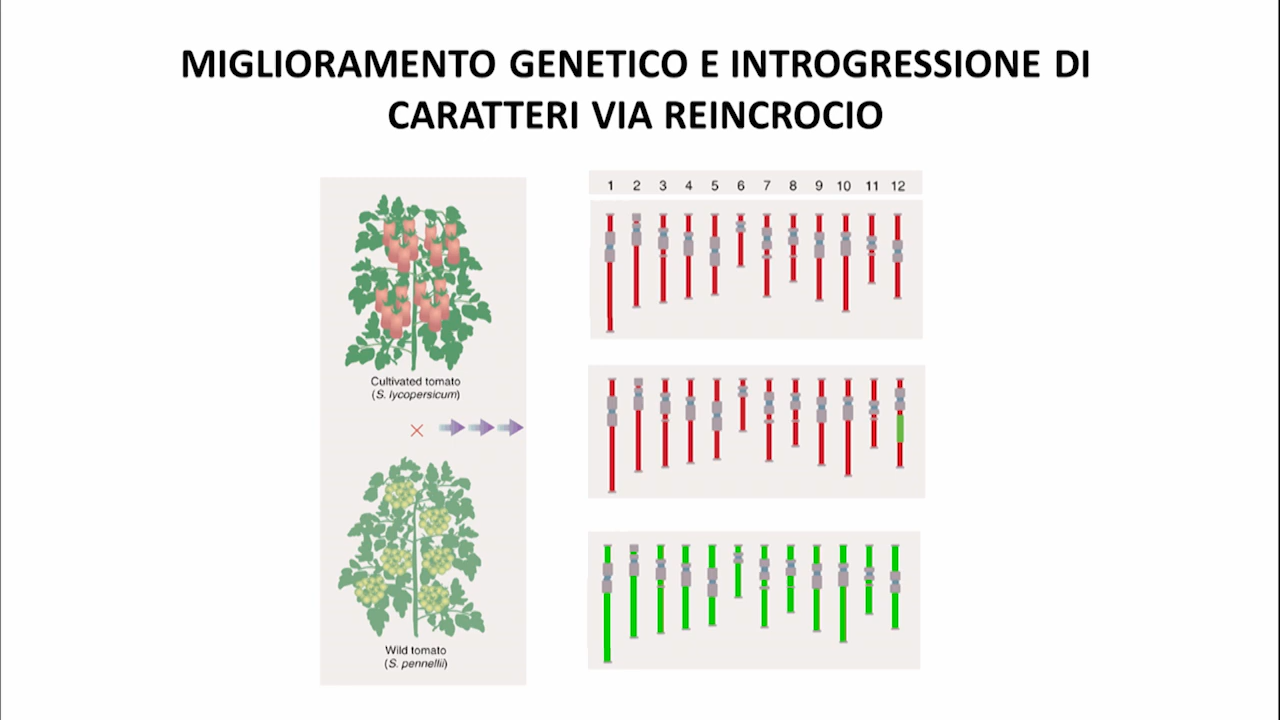 MIGLIORAMENTO GENETICO E INTROGRESSIONE DI
CARATTERI VIA REINCROCIO
1 2 3 4 5 6 7 8 9 10 11 12
Cultivated tomato
(S. lycopersicum)
Wild tomato
(S. pennellii)